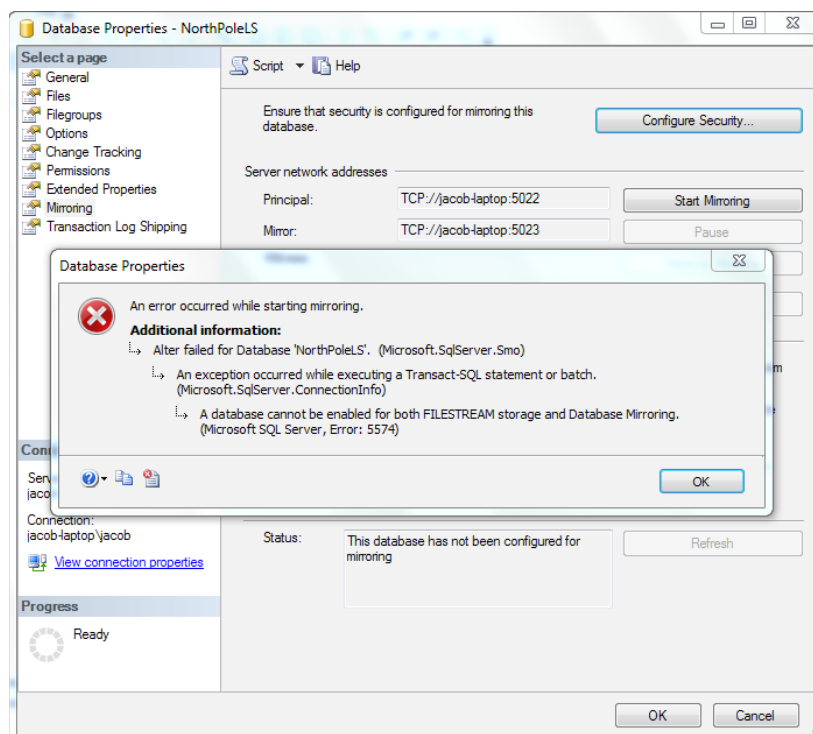 Database Properties - NorthPoleLS
Select a page
General
Files
Filegroups
Options
Change Tracking
Permissions
Extended Properties
Mirroring
Transaction Log Shipping
Script
Help
Ensure that security is configured for mirroring this
database.
Configure Security...
Server network addresses
Principal:
TCP://jacob-laptop:5022
Start Mirroring
Mirror:
TCP://jacob-laptop:5023
Pause
Database Properties
An error occurred while starting mirroring.
Additional information:
Alter failed for Database 'NorthPoleLS'. (Microsoft.SqlServer.Smo)
An exception occurred while executing a Transact-SQL statement or batch.
(Microsoft.SqlServer.ConnectionInfo)
A database cannot be enabled for both FILESTREAM storage and Database Mirroring.
(Microsoft SQL Server, Error: 5574)
OK
Connection:
jacob-laptop\jacob
View connection properties
Status:
This database has not been configured for
mirroring
Refresh
Progress
Ready
OK
Cancel